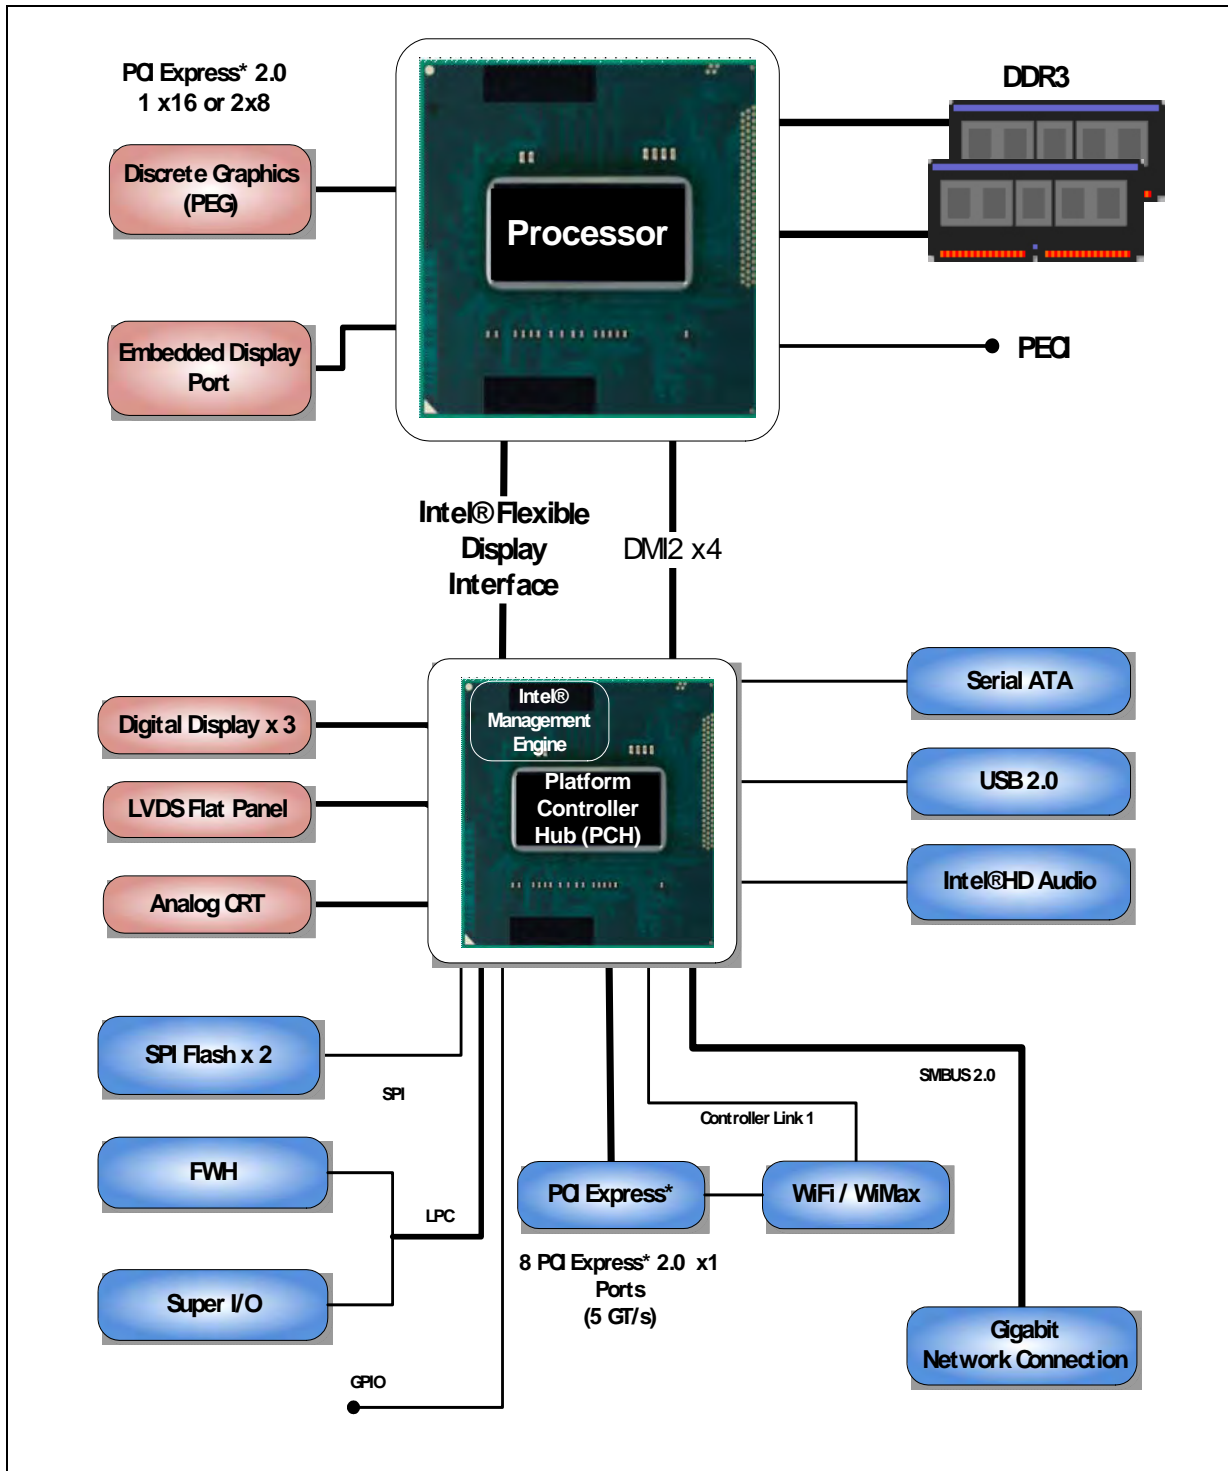 PCI Express* 2.0
1 x16 or 2x8
DDR3
Discrete Graphics
(PEG)
Processor
Embedded Display
Port
PECI
Intel® Flexible
Display
Interface
DMI2 x4
Intel®
Management
Engine
Platform
Controller
Hub (PCH)
Serial ATA
Digital Display x 3
USB 2.0
LVDS Flat Panel
Intel® HD Audio
Analog CRT
SPI Flash x 2
SPI
SMBUS 2.0
Controller Link 1
FWH
PCI Express*
WiFi / WiMax
LPC
8 PCI Express* 2.0 x1
Ports
(5 GT/s)
Super I/O
Gigabit
Network Connection
GPIO